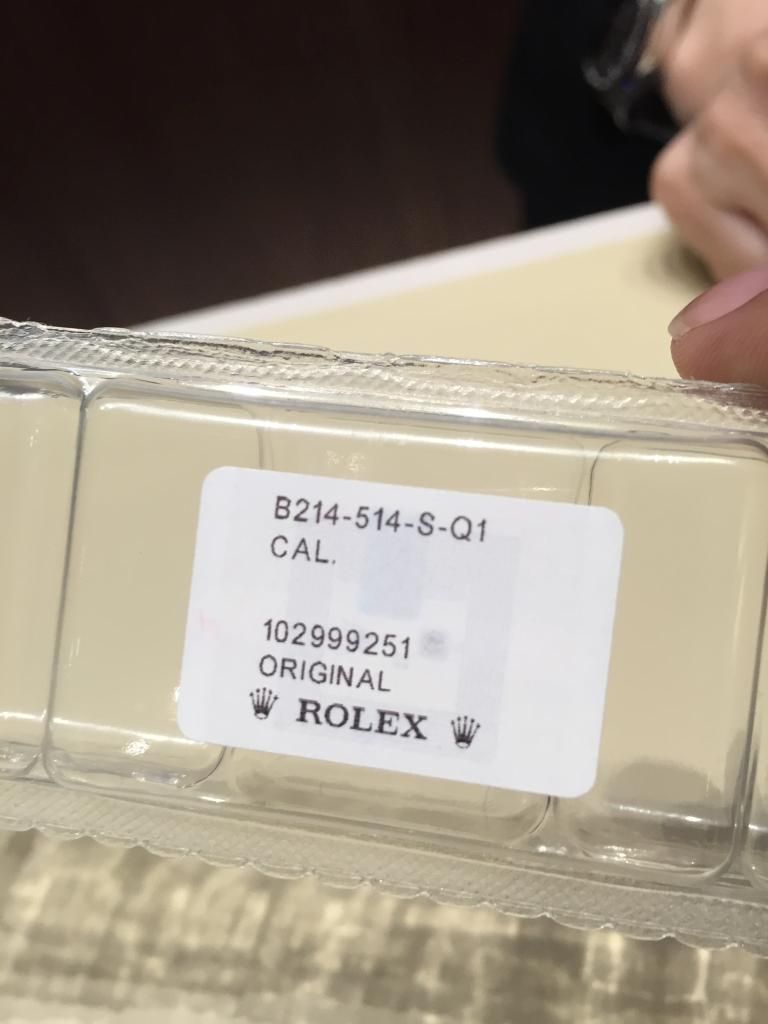 B214-514-S-Q1
CAL.
102999251
ORIGINAL
ROLEX